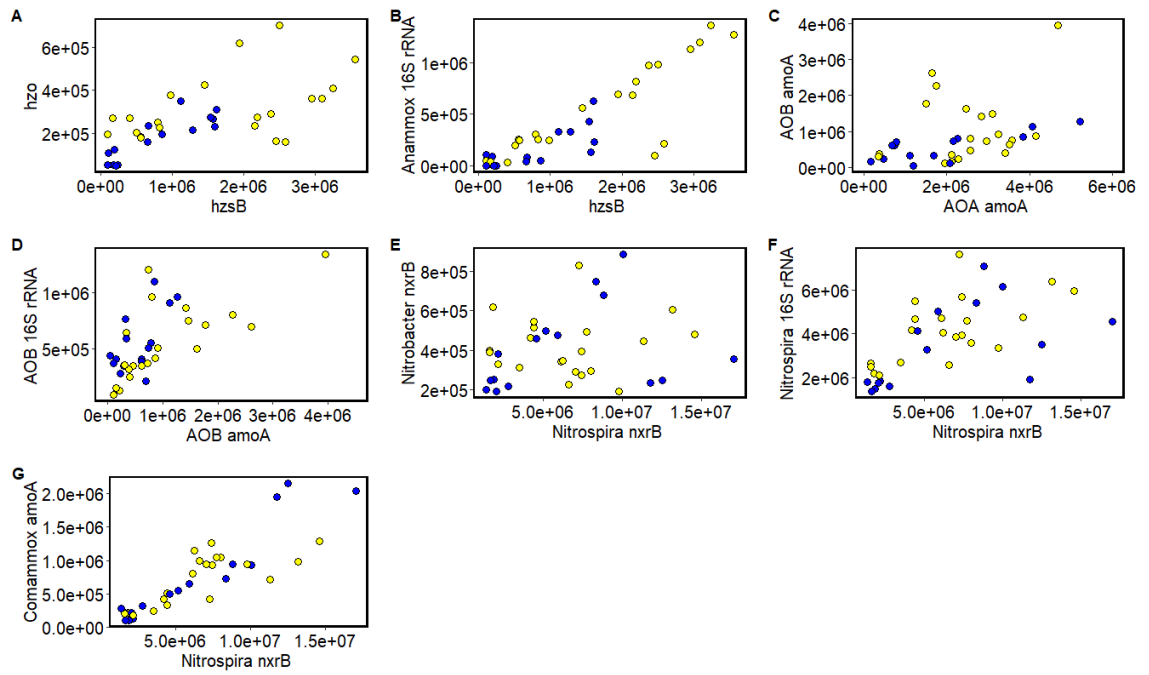 A
hzo
6e+05
4e+05
2e+05
0e+00 1e+06 2e+06 3e+06
hzsB
B
Anammox 16S rRNA
1e+06
5e+05
0e+00
0e+00 1e+06 2e+06 3e+06
hzsB
C
AOB amoA
4e+06
3e+06
2e+06
1e+06
0e+00
0e+00 2e+06 4e+06 6e+06
AOA amoA
D
AOB 16S rRNA
1e+06
5e+05
0e+00 1e+06 2e+06 3e+06 4e+06
AOB amoA
E
Nitrobacter nxrB
8e+05
6e+05
4e+05
2e+05
5.0e+06 1.0e+07 1.5e+07
Nitrospira nxrB
F
Nitrospira 16S rRNA
6e+06
4e+06
2e+06
5.0e+06 1.0e+07 1.5e+07
Nitrospira nxrB
G
Comammox amoA
2.0e+06
1.5e+06
1.0e+06
5.0e+05
0.0e+00
5.0e+06 1.0e+07 1.5e+07
Nitrospira nxrB